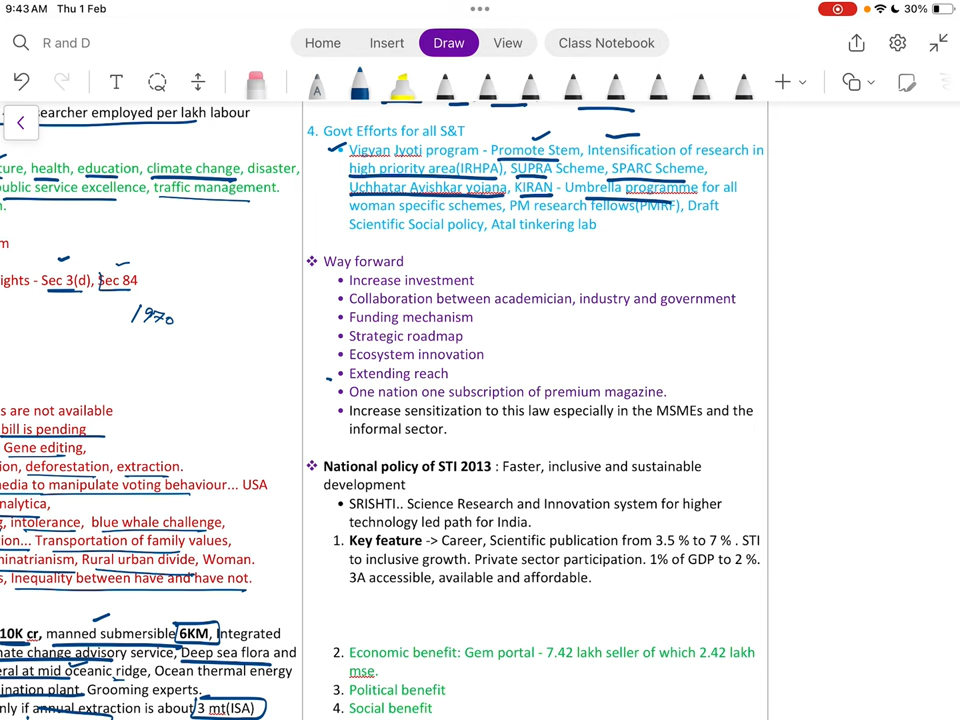 9:43 AM Thu 1 Feb
30%
R and D
Home Insert Draw View Class Notebook
T
A
earcher employed per lakh labour
ure, health, education, climate change, disaster,
public service excellence, traffic management.
n.
m
ights - Sec 3(d), Sec 84
1970
s are not available
bill is pending
Gene editing,
ion, deforestation, extraction.
nedia to manipulate voting behaviour... USA
nalytica,
g, intolerance, blue whale challenge,
ion... Transportation of family values,
minatrianism, Rural urban divide, Woman.
s, Inequality between have and have not.
10K cr, manned submersible 6KM, Integrated
mate change advisory service, Deep sea flora and
eral at mid oceanic ridge, Ocean thermal energy
ination plant, Grooming experts.
only if annual extraction is about 3 mt(ISA)
4. Govt Efforts for all S&T
• Vigyan Jyoti program - Promote Stem, Intensification of research in
high priority area(IRHPA), SUPRA Scheme, SPARC Scheme,
Uchhatar Avishkar yojana, KIRAN - Umbrella programme for all
woman specific schemes, PM research fellows(PMRF), Draft
Scientific Social policy, Atal tinkering lab
❖ Way forward
• Increase investment
• Collaboration between academician, industry and government
• Funding mechanism
• Strategic roadmap
• Ecosystem innovation
• Extending reach
• One nation one subscription of premium magazine.
• Increase sensitization to this law especially in the MSMEs and the
informal sector.
❖ National policy of STI 2013 : Faster, inclusive and sustainable
development
• SRISHTI.. Science Research and Innovation system for higher
technology led path for India.
1. Key feature -> Career, Scientific publication from 3.5 % to 7 % . STI
to inclusive growth. Private sector participation. 1% of GDP to 2 %.
3A accessible, available and affordable.
2. Economic benefit: Gem portal - 7.42 lakh seller of which 2.42 lakh
mse.
3. Political benefit
4. Social benefit